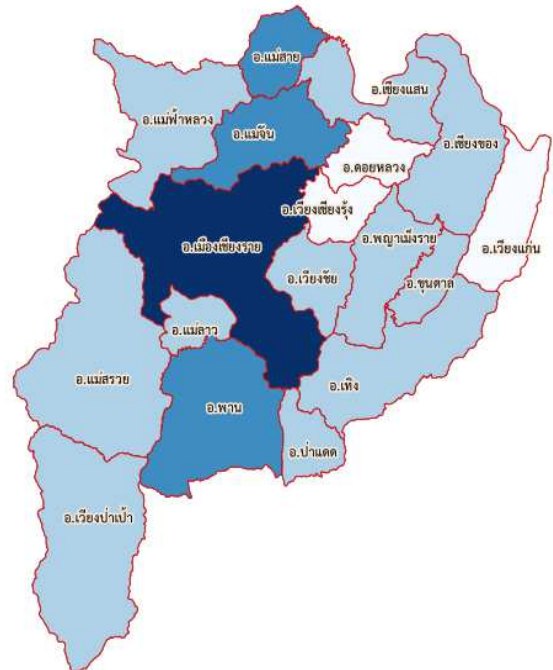 อ.แม่สาย
อ.เชียงแสน
อ.แม่ฟ้าหลวง
อ.แม่จัน
อ.เชียงของ
อ.ดอยหลวง
อ.เวียงเชียงรุ้ง
อ.เมืองเชียงราย
อ.พญาเม็งราย
อ.เวียงแก่น
อ.เวียงชัย
อ.ขุนตาล
อ.แม่ลาว
อ.แม่สรวย
อ.เทิง
อ.พาน
อ.ป่าแดด
อ.เวียงป่าเป้า